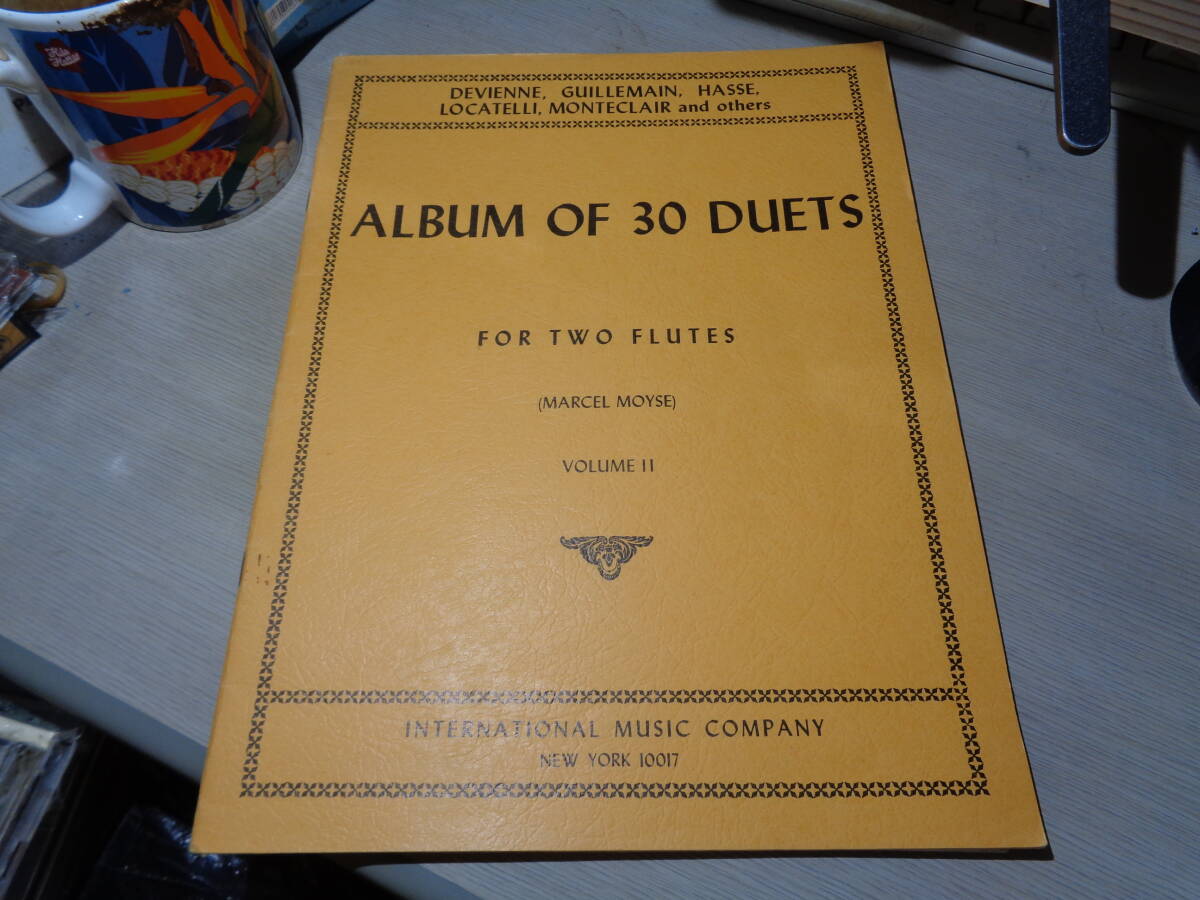 DEVIENNE, GUILLEMAIN, HASSE,
LOCATELLI, MONTECLAIR and others
ALBUM OF 30 DUETS
FOR TWO FLUTES
(MARCEL MOYSE)
VOLUME II
INTERNATIONAL MUSIC COMPANY
NEW YORK 10017